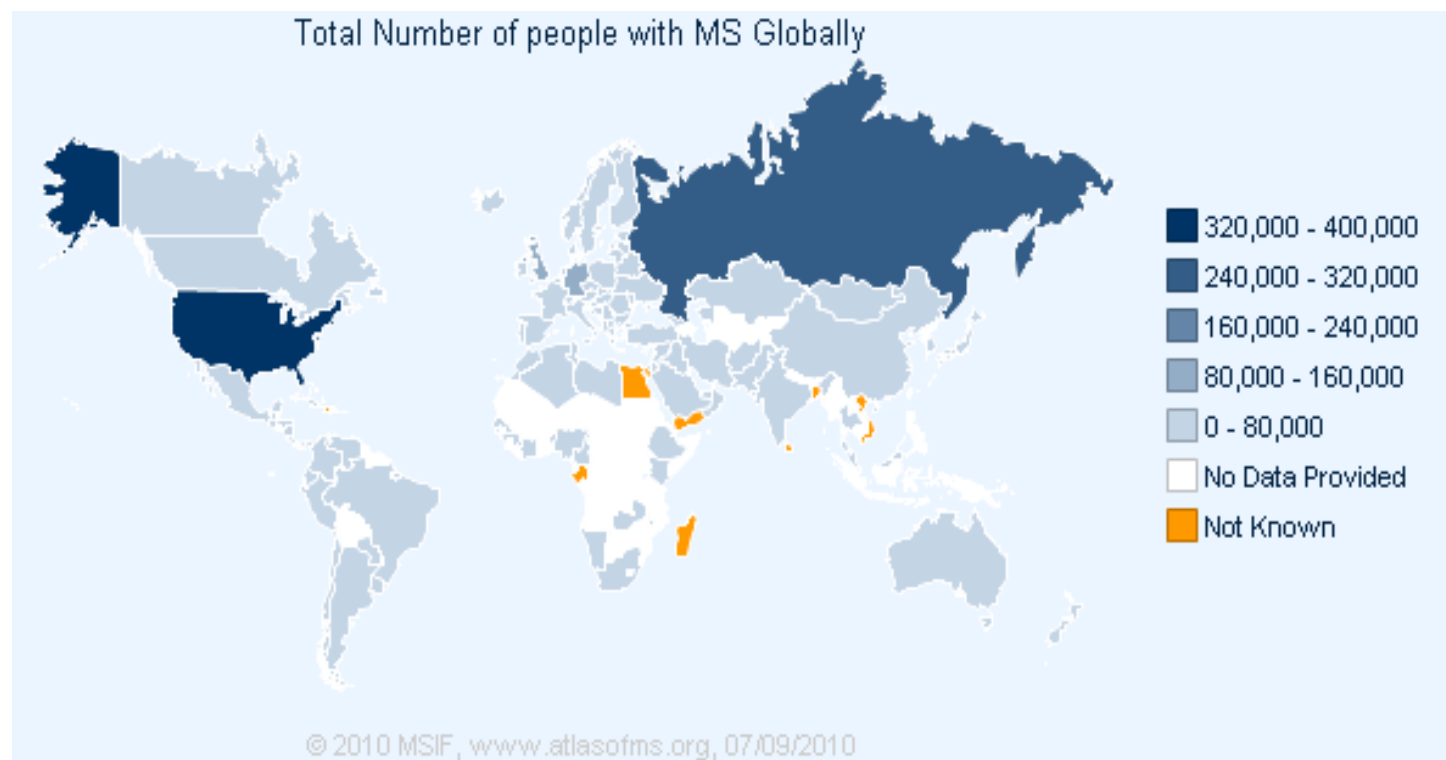 Total Number of people with MS Globally
320,000 - 400,000
240,000 - 320,000
160,000 - 240,000
80,000 - 160,000
0 - 80,000
No Data Provided
Not Known
© 2010 MSIF, www.atlasofms.org, 07/09/2010